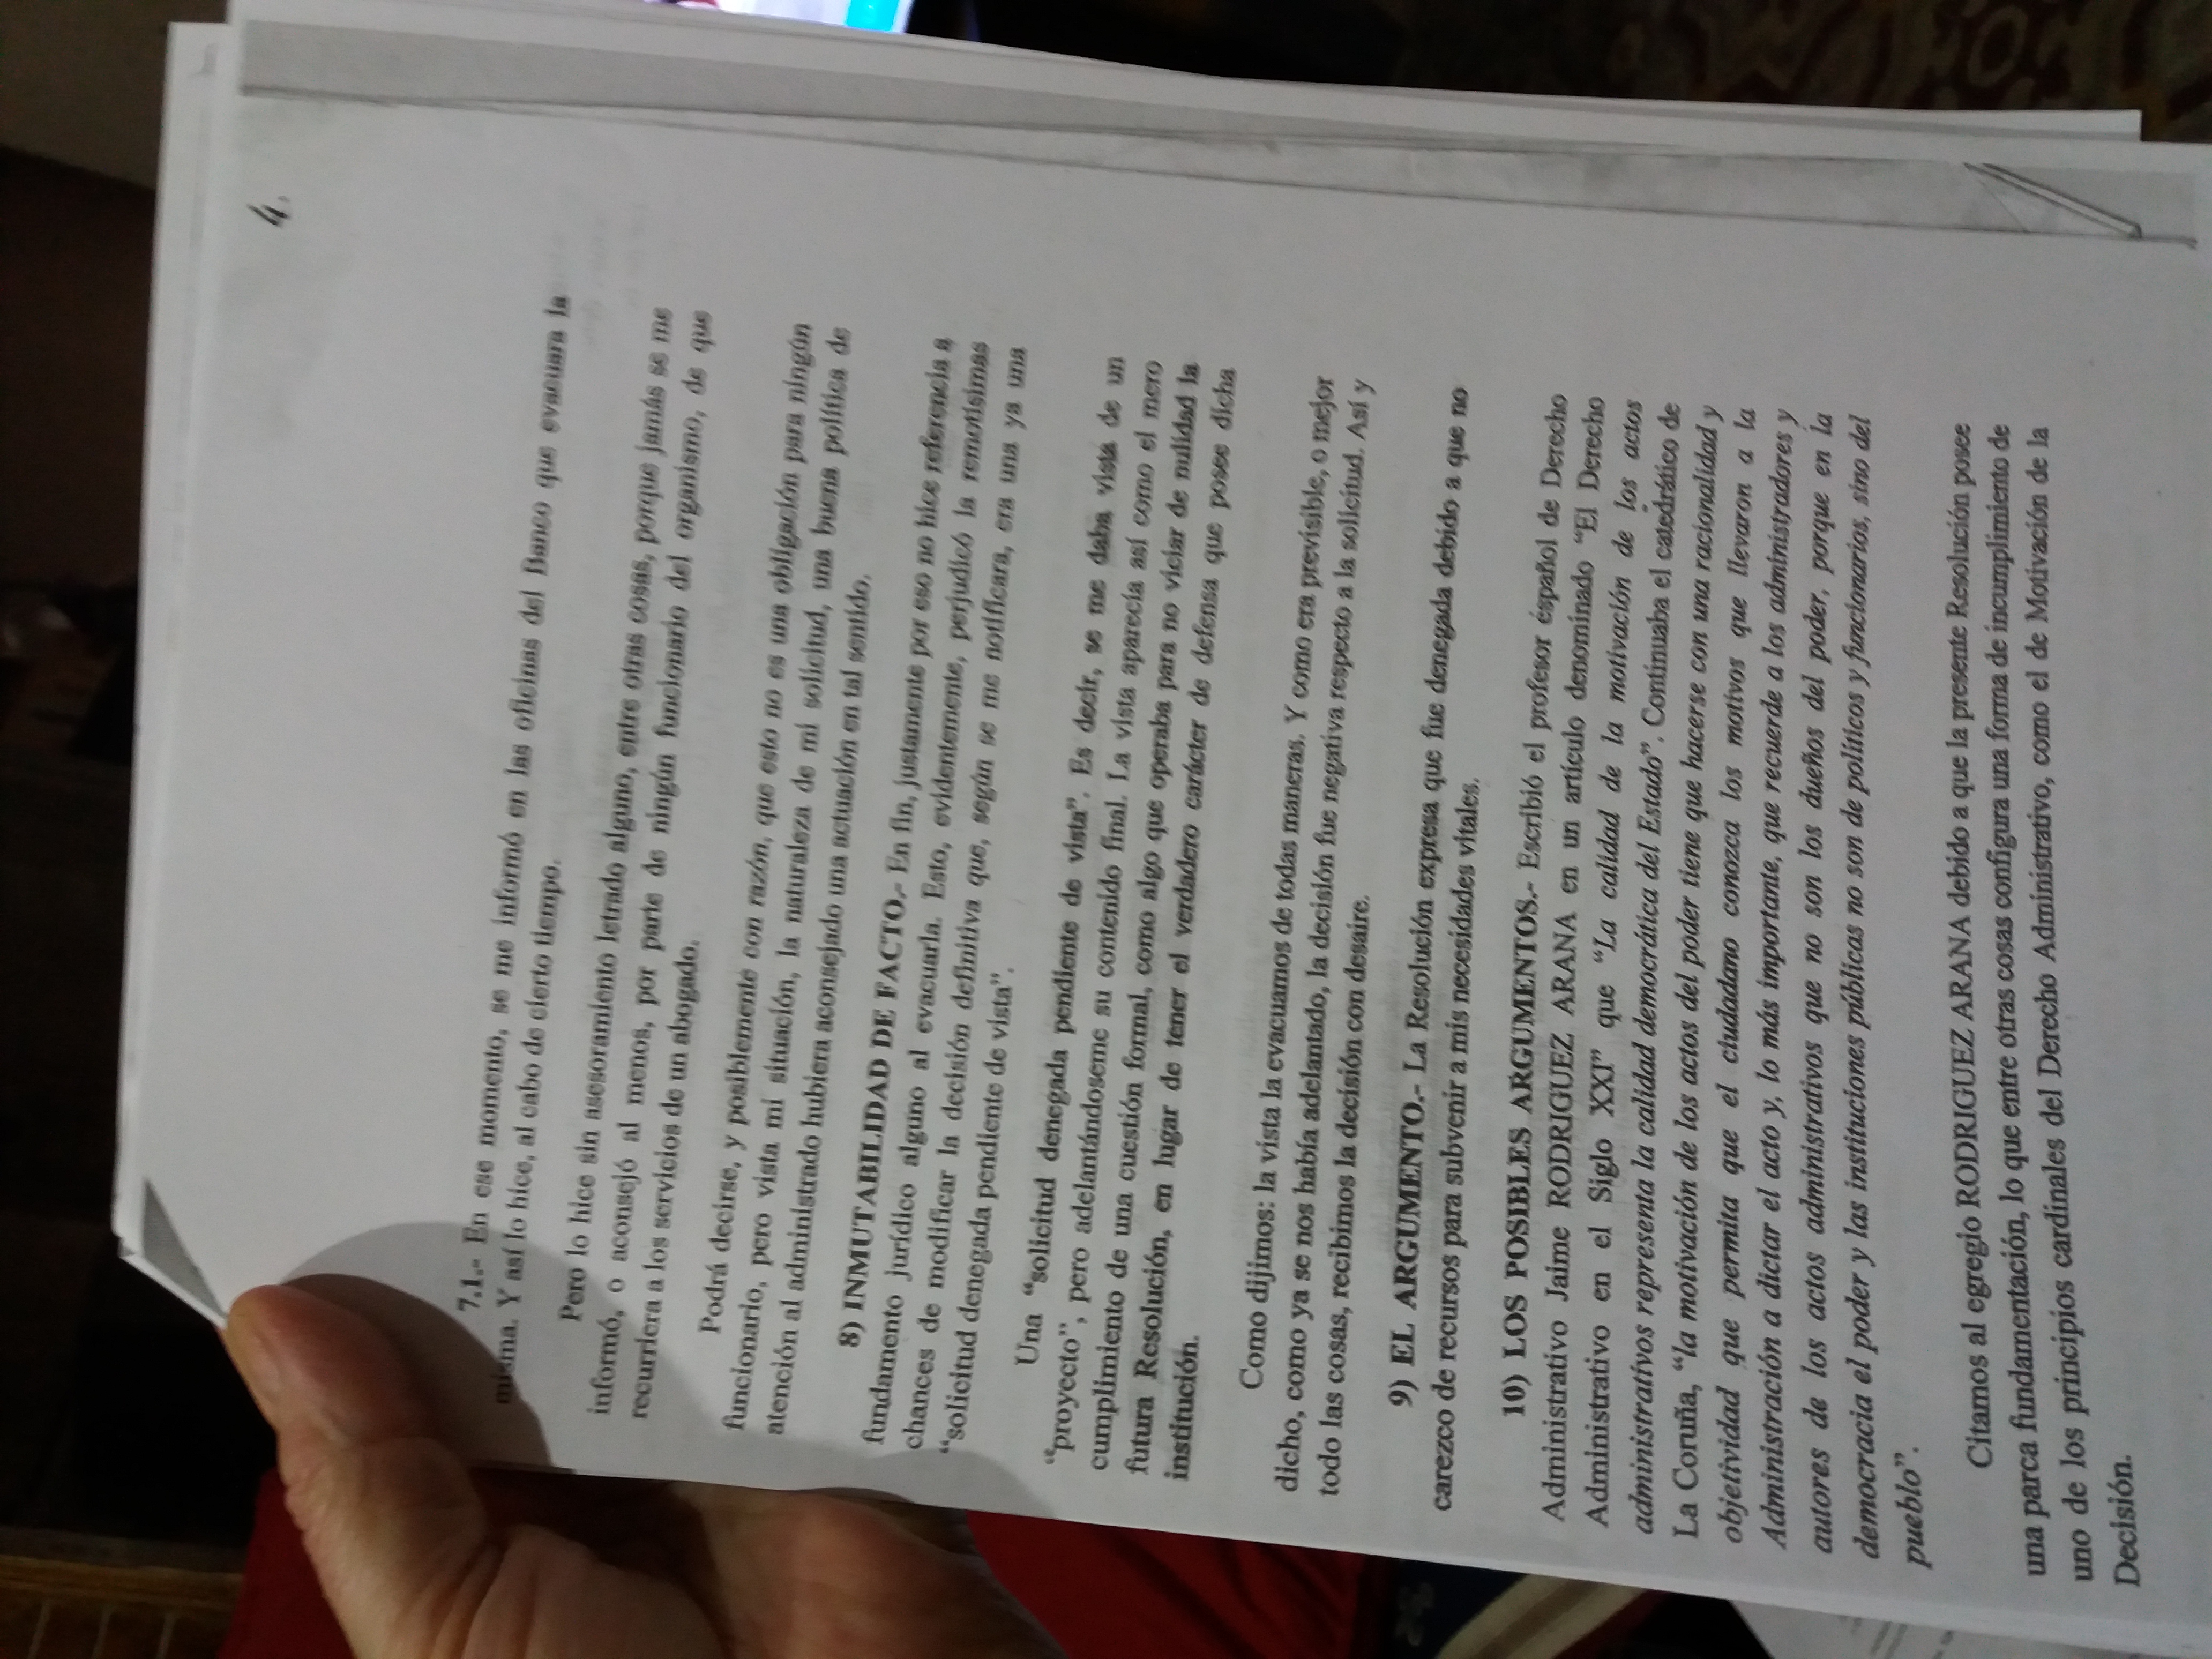 4.
7.1.- En ese momento, se me informó en las oficinas del Banco que evacuara la
misma. Y así lo hice, al cabo de cierto tiempo.
Pero lo hice sin asesoramiento letrado alguno, entre otras cosas, porque jamás se me
informó, o aconsejó al menos, por parte de ningún funcionario del organismo, de que
recurriera a los servicios de un abogado.
Podrá decirse, y posiblemente con razón, que esto no es una obligación para ningún
funcionario, pero vista mi situación, la naturaleza de mi solicitud, una buena política de
atención al administrado hubiera aconsejado una actuación en tal sentido.
8) INMUTABILIDAD DE FACTO.- En fin, justamente por eso no hice referencia a
fundamento jurídico alguno al evacuarla. Esto, evidentemente, perjudicó la remotísimas
chances de modificar la decisión definitiva que, según se me notificara, era una ya una
“solicitud denegada pendiente de vista”.
Una “solicitud denegada pendiente de vista”. Es decir, se me daba vista de un
“proyecto”, pero adelantándoseme su contenido final. La vista aparecía así como el mero
cumplimiento de una cuestión formal, como algo que operaba para no viciar de nulidad la
futura Resolución, en lugar de tener el verdadero carácter de defensa que posee dicha
institución.
Como dijimos: la vista la evacuamos de todas maneras. Y como era previsible, o mejor
dicho, como ya se nos había adelantado, la decisión fue negativa respecto a la solicitud. Así y
todo las cosas, recibimos la decisión con desaire.
9) EL ARGUMENTO.- La Resolución expresa que fue denegada debido a que no
carezco de recursos para subvenir a mis necesidades vitales.
10) LOS POSIBLES ARGUMENTOS.- Escribió el profesor español de Derecho
Administrativo Jaime RODRIGUEZ ARANA en un artículo denominado “El Derecho
Administrativo en el Siglo XXI” que “La calidad de la motivación de los actos
administrativos representa la calidad democrática del Estado”. Continuaba el catedrático de
La Coruña, “la motivación de los actos del poder tiene que hacerse con una racionalidad y
objetividad que permita que el ciudadano conozca los motivos que llevaron a la
Administración a dictar el acto y, lo más importante, que recuerde a los administradores y
autores de los actos administrativos que no son los dueños del poder, porque en la
democracia el poder y las instituciones públicas no son de políticos y funcionarios, sino del
pueblo”.
Citamos al egregio RODRIGUEZ ARANA debido a que la presente Resolución posee
una parca fundamentación, lo que entre otras cosas configura una forma de incumplimiento de
uno de los principios cardinales del Derecho Administrativo, como el de Motivación de la
Decisión.